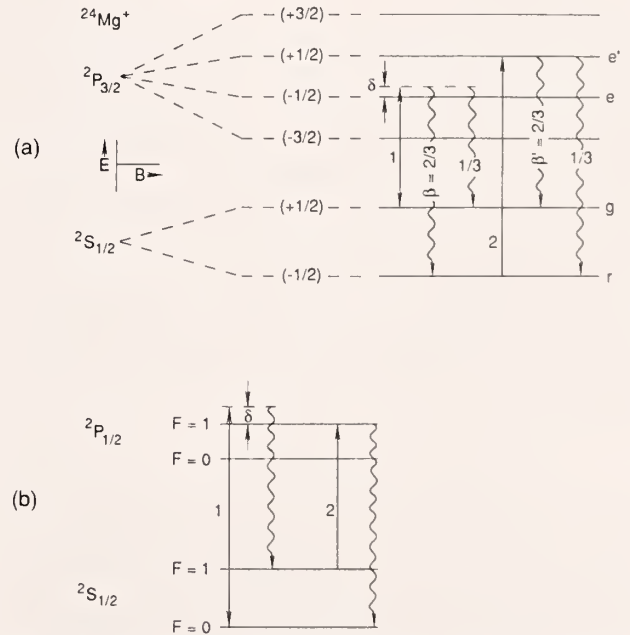 ²⁴Mg⁺
(+3/2)
(+1/2)
e'
²P₃/₂
δ
(-1/2)
e
(-3/2)
(a)
E
B
1
β = 2/3
1/3
β' = 2/3
1/3
(+1/2)
g
²S₁/₂
2
(-1/2)
r
²P₁/₂
F = 1
δ
F = 0
(b)
1
2
F = 1
²S₁/₂
F = 0